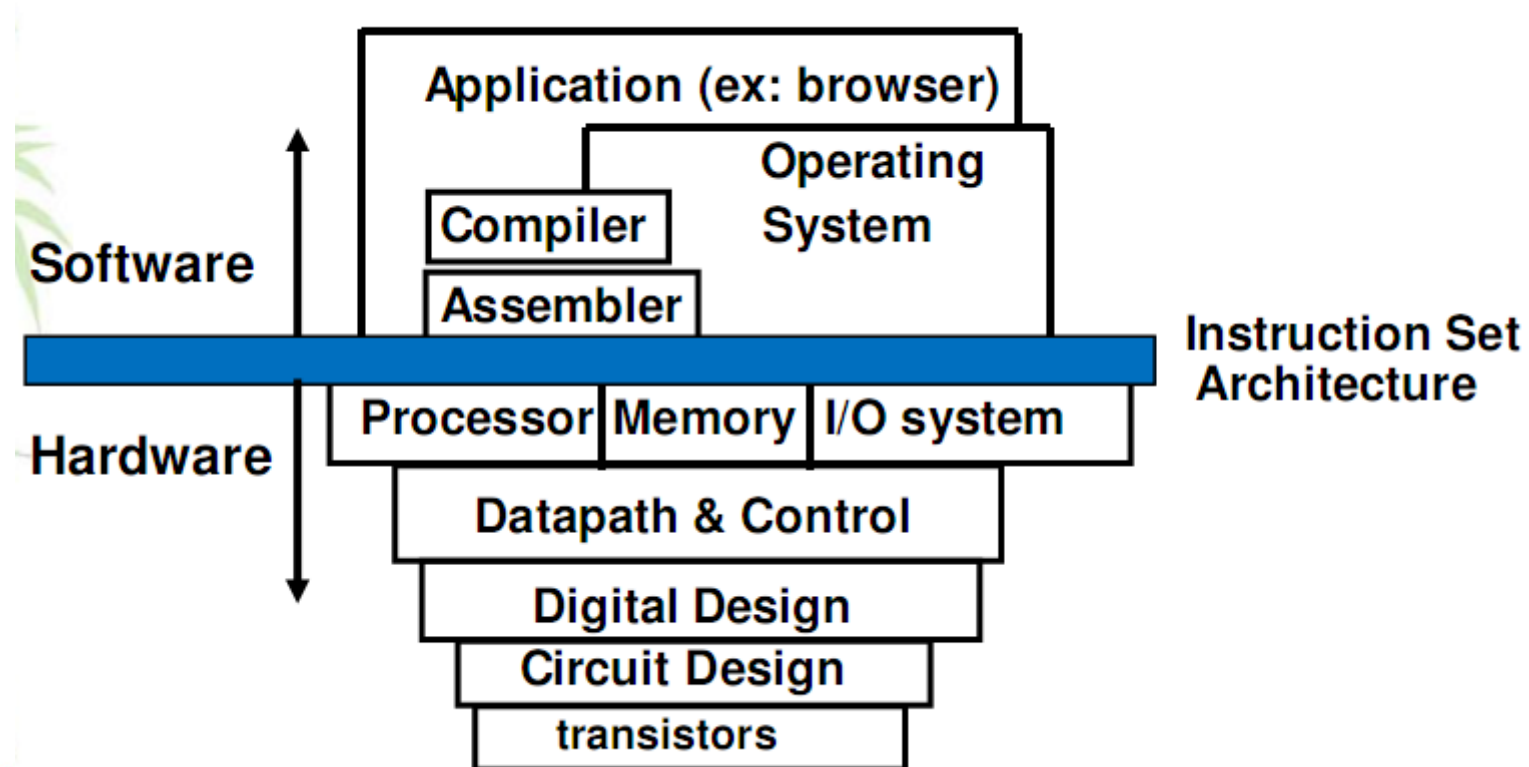 Application (ex: browser)
Operating
System
Compiler
Software
Assembler
Instruction Set
Architecture
Processor Memory I/O system
Hardware
Datapath & Control
Digital Design
Circuit Design
transistors